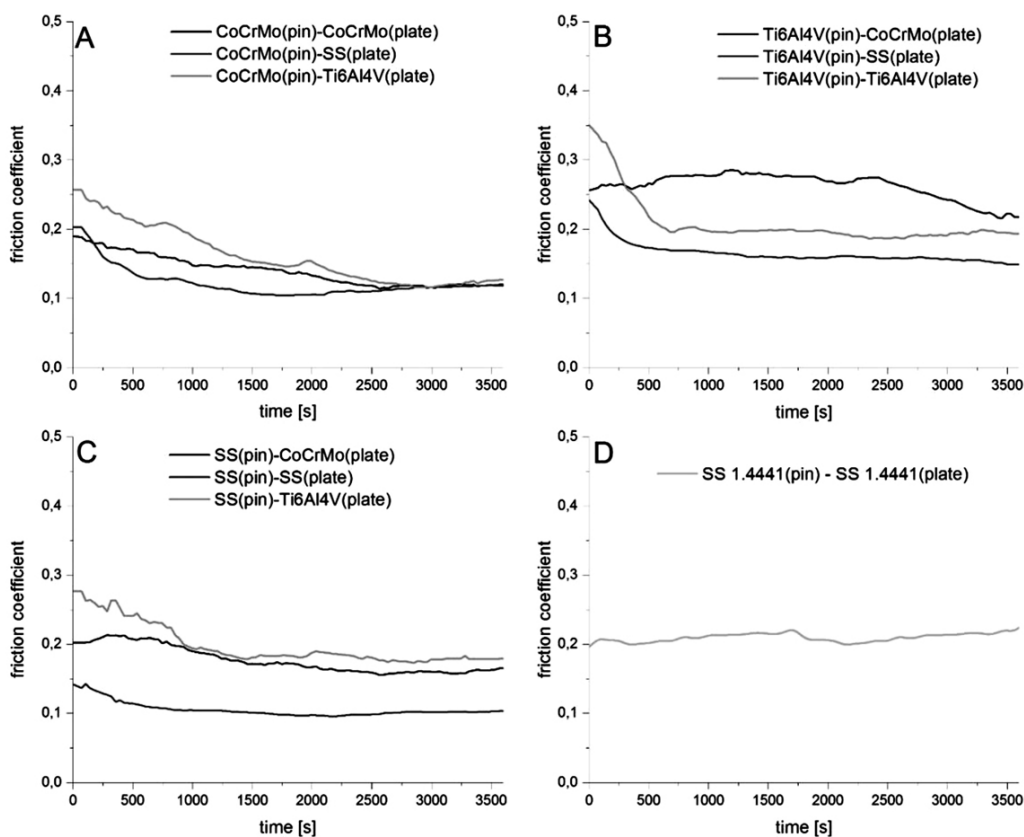 A
CoCrMo(pin)-CoCrMo(plate)
CoCrMo(pin)-SS(plate)
CoCrMo(pin)-Ti6Al4V(plate)
friction coefficient
0,5
0,4
0,3
0,2
0,1
0,0
0 500 1000 1500 2000 2500 3000 3500
time [s]
B
Ti6Al4V(pin)-CoCrMo(plate)
Ti6Al4V(pin)-SS(plate)
Ti6Al4V(pin)-Ti6Al4V(plate)
friction coefficient
0,5
0,4
0,3
0,2
0,1
0,0
0 500 1000 1500 2000 2500 3000 3500
time [s]
C
SS(pin)-CoCrMo(plate)
SS(pin)-SS(plate)
SS(pin)-Ti6Al4V(plate)
friction coefficient
0,5
0,4
0,3
0,2
0,1
0,0
0 500 1000 1500 2000 2500 3000 3500
time [s]
D
SS 1.4441(pin) - SS 1.4441(plate)
friction coefficient
0,5
0,4
0,3
0,2
0,1
0,0
0 500 1000 1500 2000 2500 3000 3500
time [s]